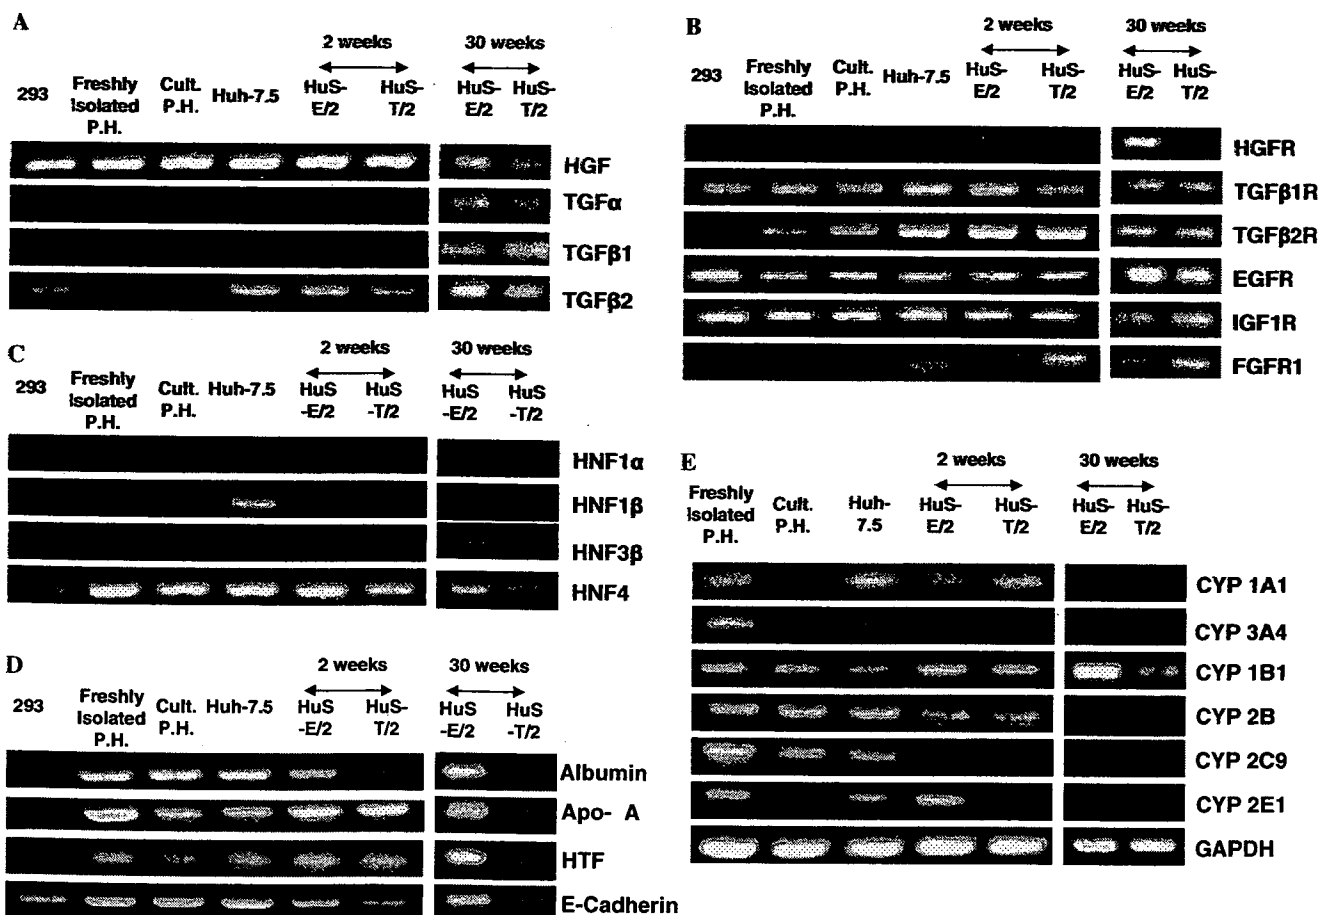 A
2 weeks
30 weeks
293
Freshly Isolated P.H.
Cult. P.H.
Huh-7.5
HuS-E/2
HuS-T/2
HuS-E/2
HuS-T/2
HGF
TGFα
TGFβ1
TGFβ2
B
2 weeks
30 weeks
293
Freshly Isolated P.H.
Cult. P.H.
Huh-7.5
HuS-E/2
HuS-T/2
HuS-E/2
HuS-T/2
HGFR
TGFβ1R
TGFβ2R
EGFR
IGF1R
FGFR1
C
2 weeks
30 weeks
293
Freshly Isolated P.H.
Cult. P.H.
Huh-7.5
HuS -E/2
HuS -T/2
HuS -E/2
HuS -T/2
HNF1α
HNF1β
HNF3β
HNF4
D
2 weeks
30 weeks
293
Freshly Isolated P.H.
Cult. P.H.
Huh-7.5
HuS -E/2
HuS- T/2
HuS -E/2
HuS -T/2
Albumin
Apo- A
HTF
E-Cadherin
E
2 weeks
30 weeks
Freshly Isolated P.H.
Cult. P.H.
Huh-7.5
HuS-E/2
HuS-T/2
HuS-E/2
HuS-T/2
CYP 1A1
CYP 3A4
CYP 1B1
CYP 2B
CYP 2C9
CYP 2E1
GAPDH